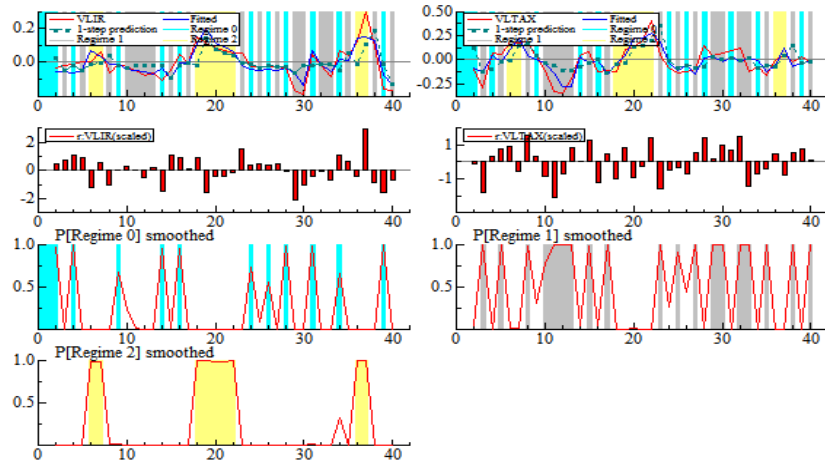 VLIR Fitted
1-step prediction Regime 0
Regime 1 Regime 2
0.2
0.0
0 10 20 30 40
VLTAX Fitted
1-step prediction Regime 0
Regime 1 Regime 2
0.50
0.25
0.00
-0.25
0 10 20 30 40
r:VLIR(scaled)
2
0
-2
0 10 20 30 40
r:VLTAX(scaled)
1
-1
0 10 20 30 40
P[Regime 0] smoothed
1.0
0.5
0 10 20 30 40
P[Regime 1] smoothed
1.0
0.5
0 10 20 30 40
P[Regime 2] smoothed
1.0
0.5
0 10 20 30 40